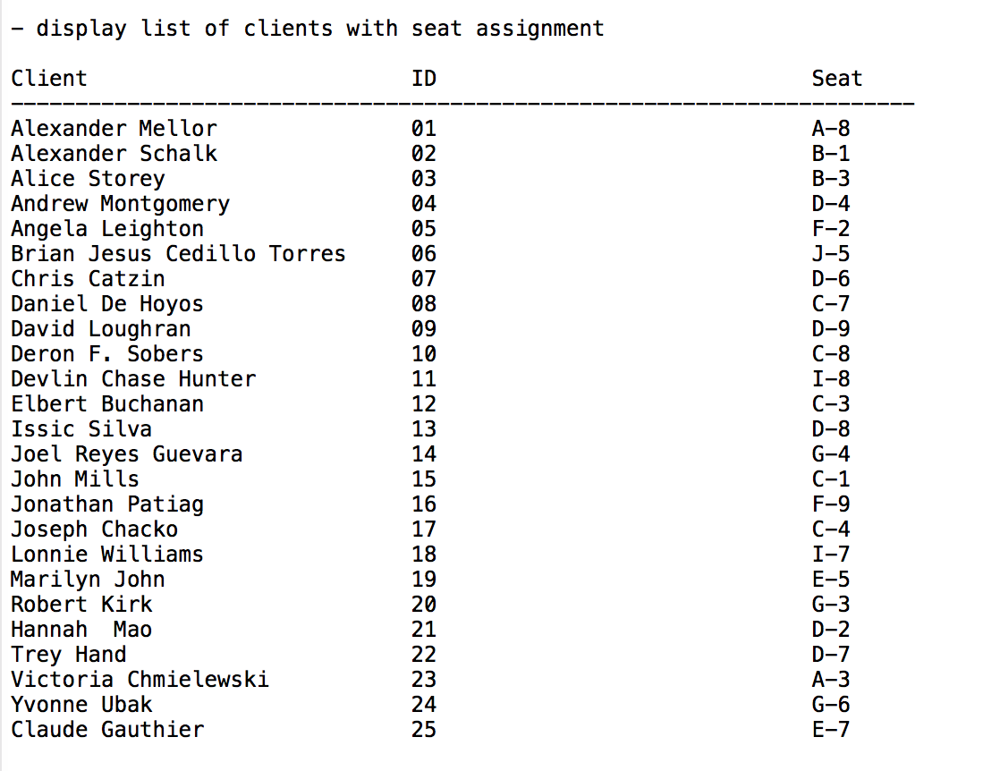 - display list of clients with seat assignment
Client ID Seat
----------------------------------------------------------------------
Alexander Mellor 01 A-8
Alexander Schalk 02 B-1
Alice Storey 03 B-3
Andrew Montgomery 04 D-4
Angela Leighton 05 F-2
Brian Jesus Cedillo Torres 06 J-5
Chris Catzin 07 D-6
Daniel De Hoyos 08 C-7
David Loughran 09 D-9
Deron F. Sobers 10 C-8
Devlin Chase Hunter 11 I-8
Elbert Buchanan 12 C-3
Issic Silva 13 D-8
Joel Reyes Guevara 14 G-4
John Mills 15 C-1
Jonathan Patiag 16 F-9
Joseph Chacko 17 C-4
Lonnie Williams 18 I-7
Marilyn John 19 E-5
Robert Kirk 20 G-3
Hannah  Mao 21 D-2
Trey Hand 22 D-7
Victoria Chmielewski 23 A-3
Yvonne Ubak 24 G-6
Claude Gauthier 25 E-7